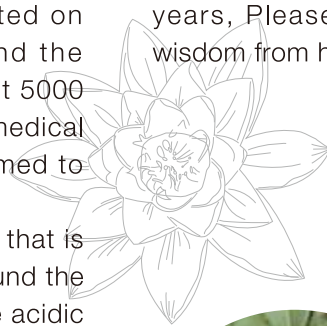 ted on
nd the
t 5000
medical
med to
that is
und the
acidic
years, Please
wisdom from h